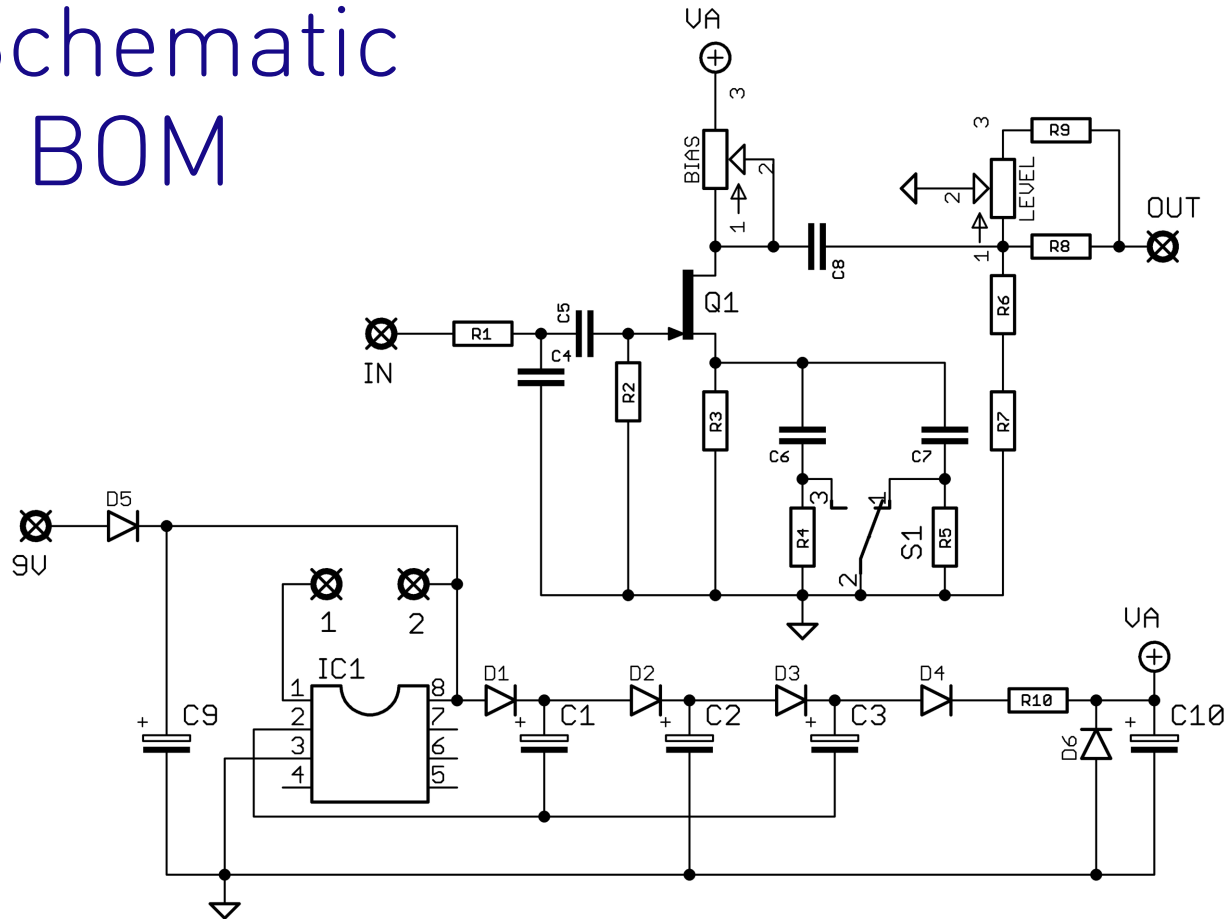 Schematic
BOM
VA
3
BIAS
2
1
3
R9
LEVEL
2
1
R8
OUT
C8
Q1
R6
IN
R1
C5
C4
R2
R3
R7
C6
C7
3
1
R4
S1
R5
2
D5
9V
1
2
VA
IC1
1
2
3
4
8
7
6
5
D1
D2
D3
D4
R10
+
C9
+
C1
+
C2
+
C3
D6
+
C10